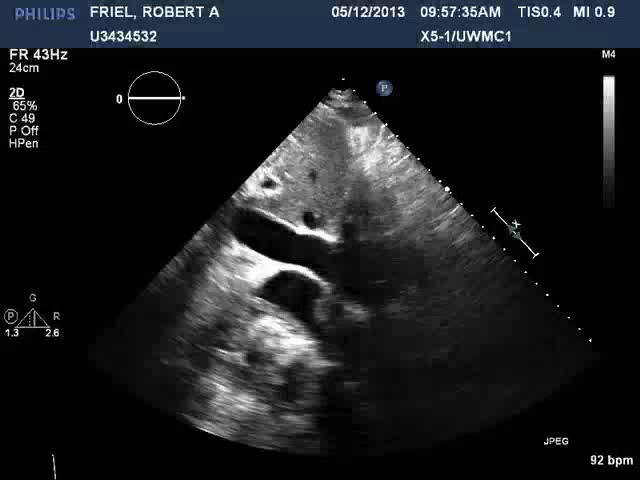 PHILIPS FRIEL, ROBERT A 05/12/2013 09:57:35AM TIS0.4 MI 0.9
U3434532 X5-1/UWMC1
FR 43Hz
24cm
2D
65%
C 49
P Off
HPen
0
P
M4
G
P R
1.3 2.6
JPEG
92 bpm